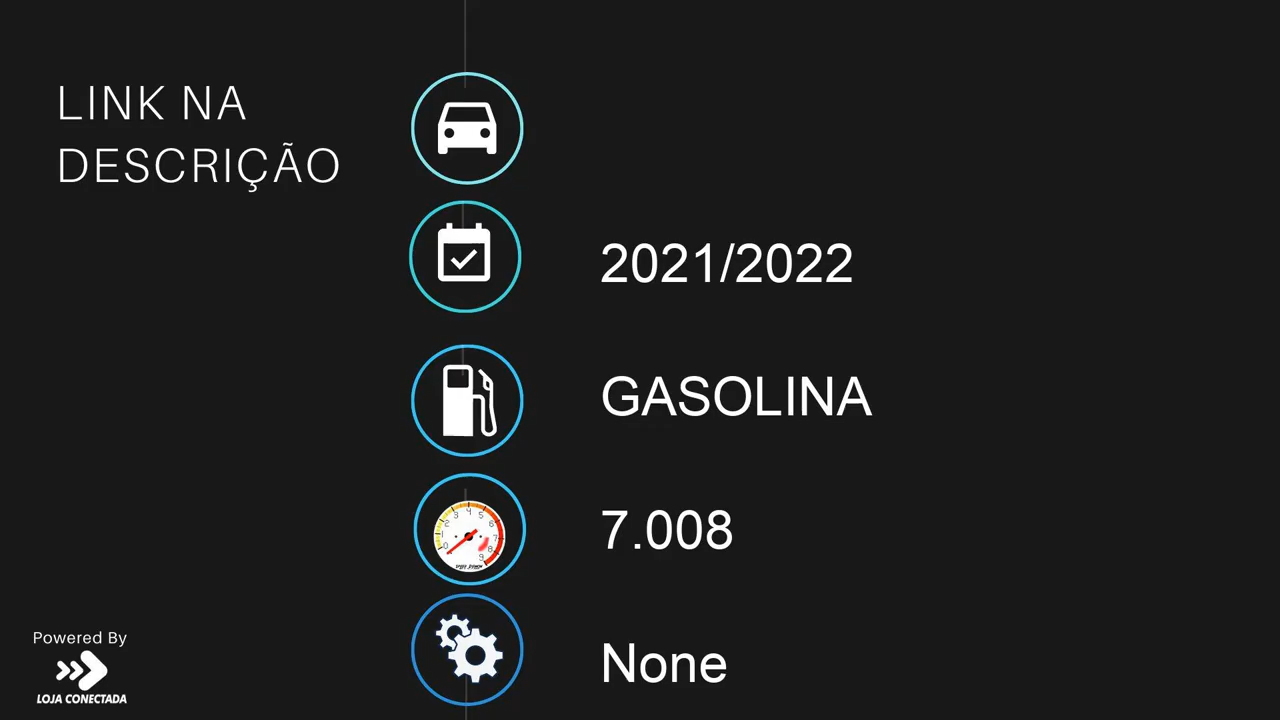 LINK NA
DESCRIÇÃO
2021/2022
GASOLINA
7.008
None
Powered By
LOJA CONECTADA